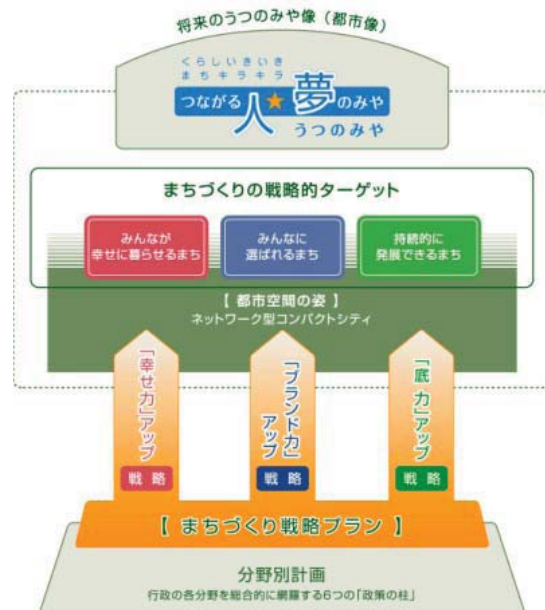 将来のうつのみや像（都市像）
くらしいきいき
まちキラキラ
つながる人★夢のみや
うつのみや
まちづくりの戦略的ターゲット
みんなが
幸せに暮らせるまち
みんなに
選ばれるまち
持続的に
発展できるまち
【 都市空間の姿 】
ネットワーク型コンパクトシティ
「幸せ力」アップ
戦 略
「ブランド力」
アップ
戦 略
「底 力」アップ
戦 略
【 まちづくり戦略プラン 】
分野別計画
行政の各分野を総合的に網羅する6つの「政策の柱」